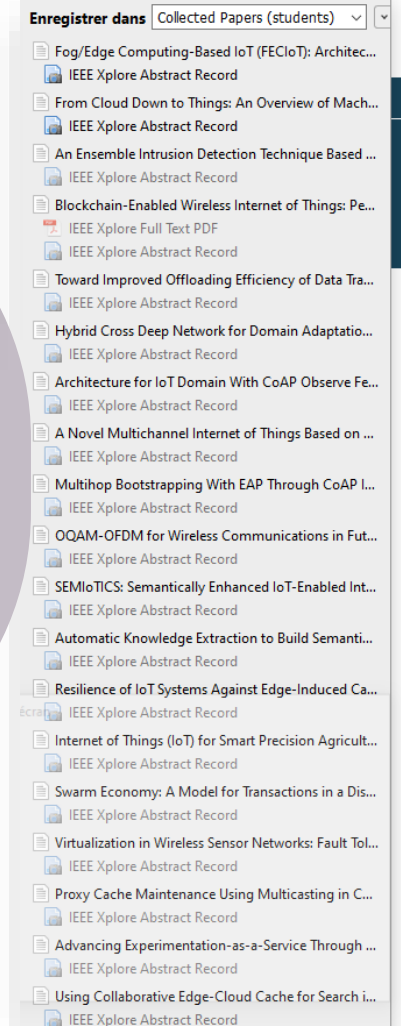 Enregistrer dans Collected Papers (students)
Fog/Edge Computing-Based IoT (FECIoT): Architec...
IEEE Xplore Abstract Record
From Cloud Down to Things: An Overview of Mach...
IEEE Xplore Abstract Record
An Ensemble Intrusion Detection Technique Based ...
IEEE Xplore Abstract Record
Blockchain-Enabled Wireless Internet of Things: Pe...
IEEE Xplore Full Text PDF
IEEE Xplore Abstract Record
Toward Improved Offloading Efficiency of Data Tra...
IEEE Xplore Abstract Record
Hybrid Cross Deep Network for Domain Adaptatio...
IEEE Xplore Abstract Record
Architecture for IoT Domain With CoAP Observe Fe...
IEEE Xplore Abstract Record
A Novel Multichannel Internet of Things Based on ...
IEEE Xplore Abstract Record
Multihop Bootstrapping With EAP Through CoAP I...
IEEE Xplore Abstract Record
OQAM-OFDM for Wireless Communications in Fut...
IEEE Xplore Abstract Record
SEMIoTICS: Semantically Enhanced IoT-Enabled Int...
IEEE Xplore Abstract Record
Automatic Knowledge Extraction to Build Semanti...
IEEE Xplore Abstract Record
Resilience of IoT Systems Against Edge-Induced Ca...
écran IEEE Xplore Abstract Record
Internet of Things (IoT) for Smart Precision Agricult...
IEEE Xplore Abstract Record
Swarm Economy: A Model for Transactions in a Dis...
IEEE Xplore Abstract Record
Virtualization in Wireless Sensor Networks: Fault Tol...
IEEE Xplore Abstract Record
Proxy Cache Maintenance Using Multicasting in C...
IEEE Xplore Abstract Record
Advancing Experimentation-as-a-Service Through ...
IEEE Xplore Abstract Record
Using Collaborative Edge-Cloud Cache for Search i...
IEEE Xplore Abstract Record